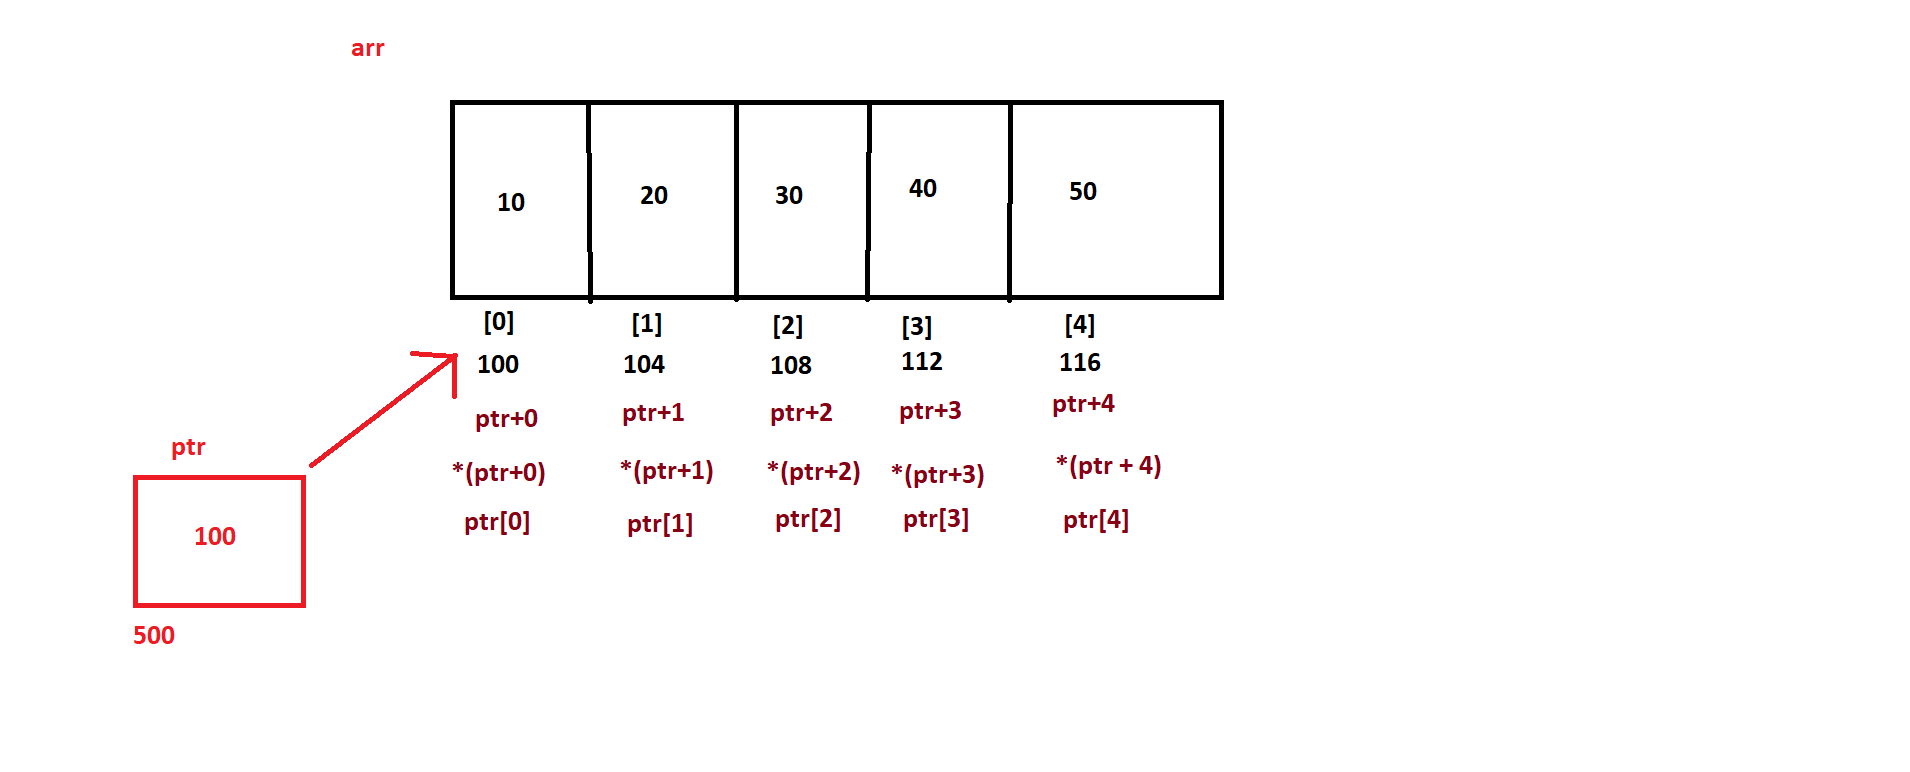 arr
10 20 30 40 50
[0] [1] [2] [3] [4]
100 104 108 112 116
ptr+0 ptr+1 ptr+2 ptr+3 ptr+4
ptr
*(ptr+0) *(ptr+1) *(ptr+2) *(ptr+3) *(ptr + 4)
ptr[0] ptr[1] ptr[2] ptr[3] ptr[4]
100
500